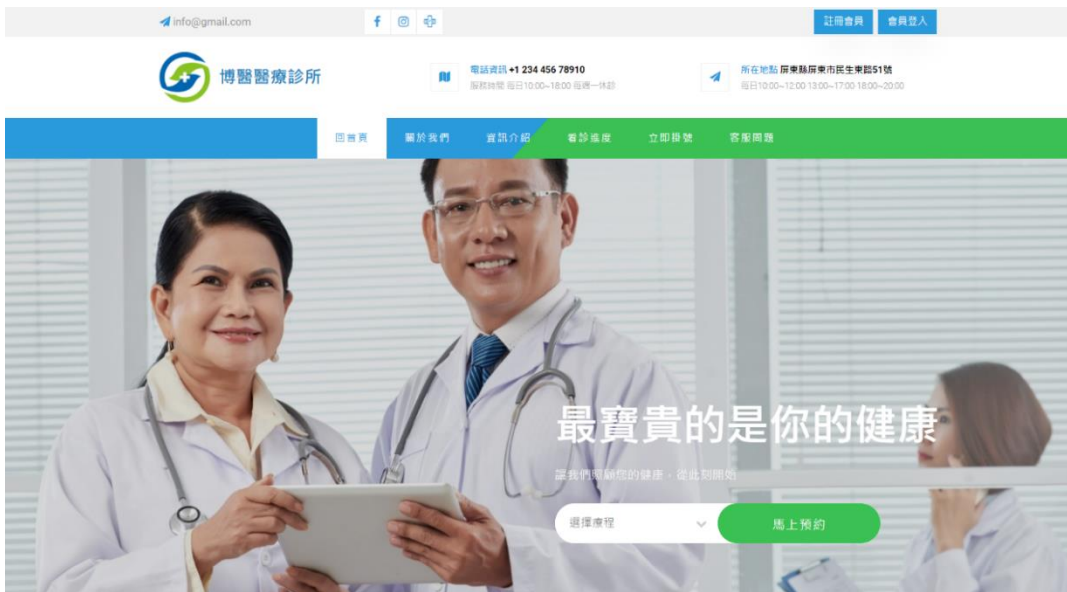 info@gmail.com
註冊會員
會員登入
博醫醫療診所
電話資訊 +1 234 456 78910
服務時間 每日10:00~18:00 每週一休診
所在地點 屏東縣屏東市民生東路51號
每日10:00~12:00 13:00~17:00 18:00~20:00
回首頁
關於我們
資訊介紹
看診進度
立即掛號
客服問題
最寶貴的是你的健康
讓我們照顧您的健康，從此刻開始
選擇療程
馬上預約